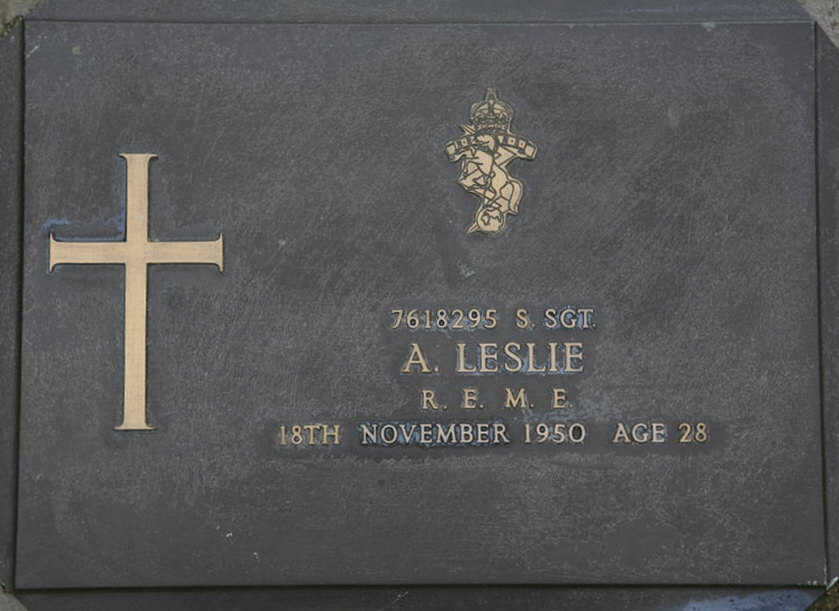 R E M E
7618295 S. SGT.
A. LESLIE
R. E. M. E.
18TH NOVEMBER 1950 AGE 28